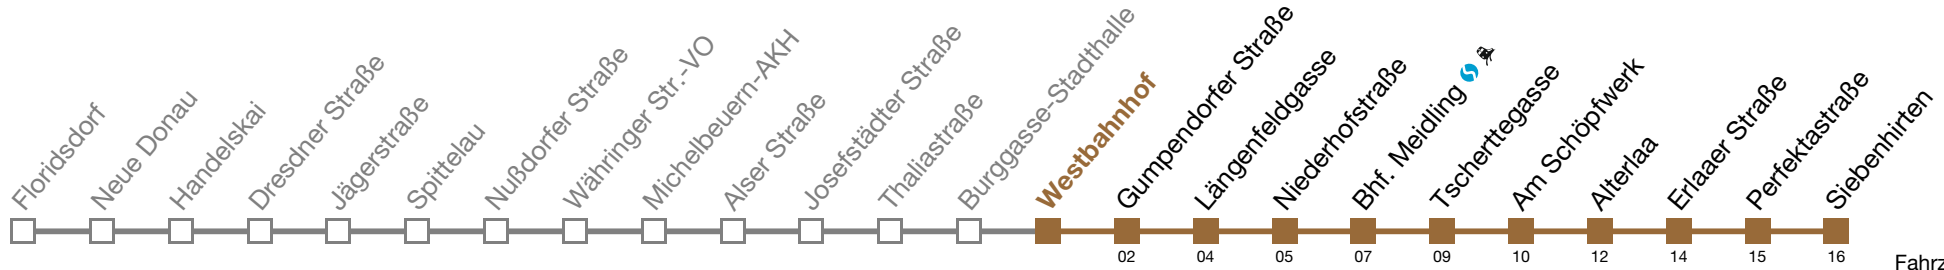 Floridsdorf
Neue Donau
Handelskai
Dresdner Straße
Jägerstraße
Spittelau
Nußdorfer Straße
Währinger Str.-VO
Michelbeuern-AKH
Alser Straße
Josefstädter Straße
Thaliastraße
Burggasse-Stadthalle
Westbahnhof
Gumpendorfer Straße
Längenfeldgasse
Niederhofstraße
Bhf. Meidling
Tscherttegasse
Am Schöpfwerk
Alterlaa
Erlaaer Straße
Perfektastraße
Siebenhirten
02 04 05 07 09 10 12 14 15 16
Fahrz